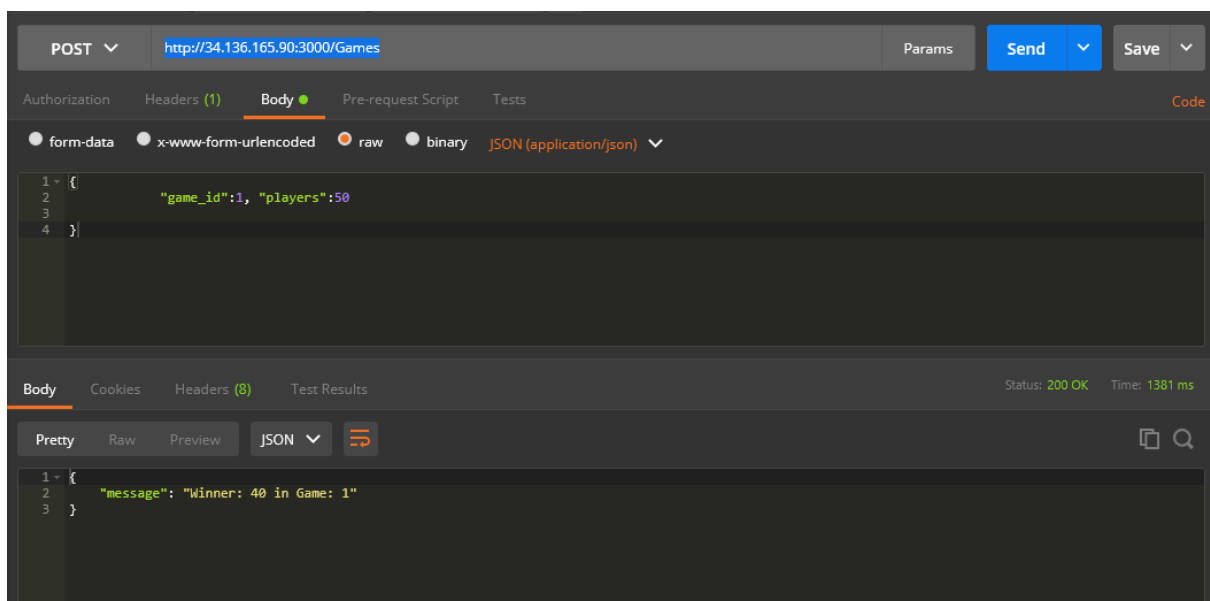 POST http://34.136.165.90:3000/Games Params Send Save
Authorization Headers (1) Body Pre-request Script Tests Code
form-data x-www-form-urlencoded raw binary JSON (application/json)
1 {
2 "game_id":1, "players":50
3
4 }
Body Cookies Headers (8) Test Results Status: 200 OK Time: 1381 ms
Pretty Raw Preview JSON
1 {
2 "message": "Winner: 40 in Game: 1"
3 }